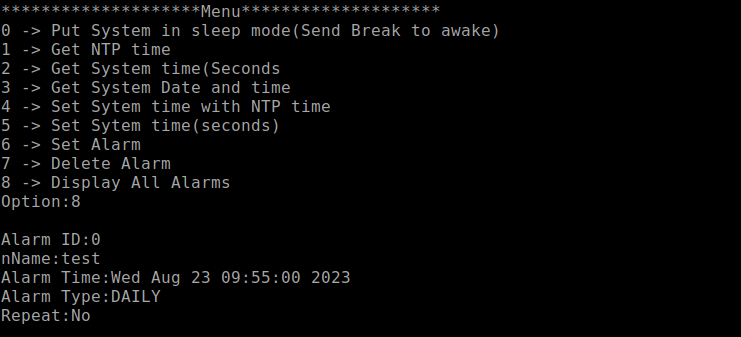 ********************Menu********************
0 -> Put System in sleep mode(Send Break to awake)
1 -> Get NTP time
2 -> Get System time(Seconds
3 -> Get System Date and time
4 -> Set Sytem time with NTP time
5 -> Set Sytem time(seconds)
6 -> Set Alarm
7 -> Delete Alarm
8 -> Display All Alarms
Option:8
Alarm ID:0
nName:test
Alarm Time:Wed Aug 23 09:55:00 2023
Alarm Type:DAILY
Repeat:No